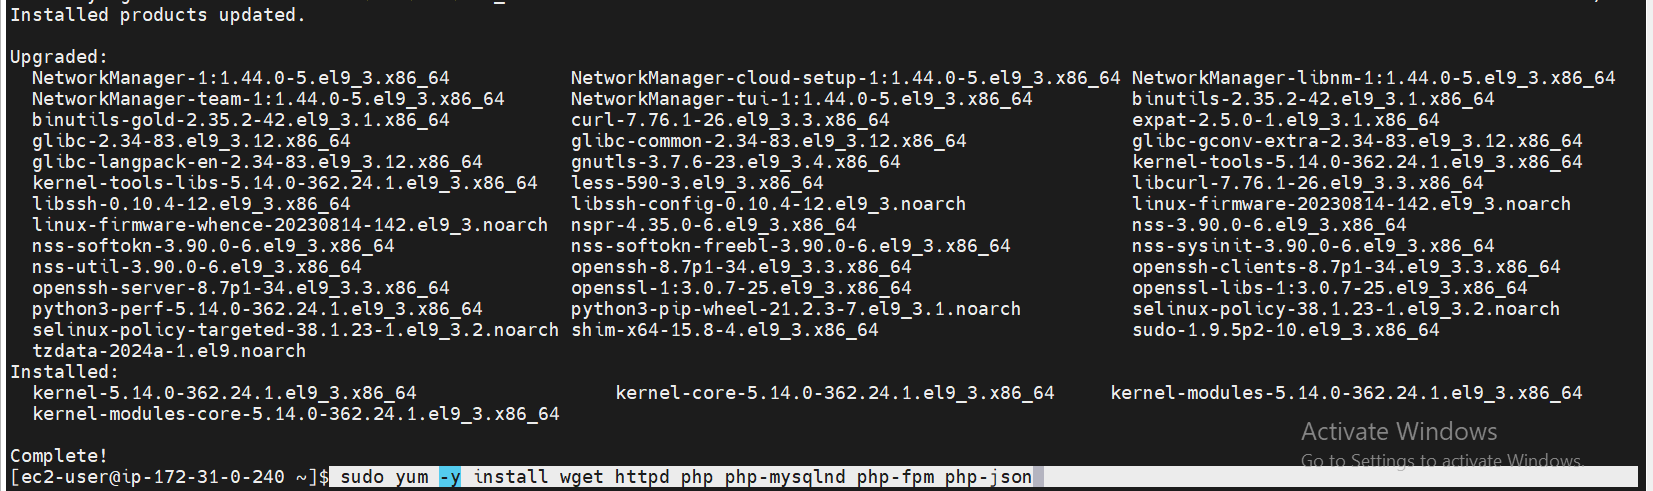 Installed products updated.
Upgraded:
NetworkManager-1:1.44.0-5.el9_3.x86_64 NetworkManager-cloud-setup-1:1.44.0-5.el9_3.x86_64 NetworkManager-libnm-1:1.44.0-5.el9_3.x86_64
NetworkManager-team-1:1.44.0-5.el9_3.x86_64 NetworkManager-tui-1:1.44.0-5.el9_3.x86_64 binutils-2.35.2-42.el9_3.1.x86_64
binutils-gold-2.35.2-42.el9_3.1.x86_64 curl-7.76.1-26.el9_3.3.x86_64 expat-2.5.0-1.el9_3.1.x86_64
glibc-2.34-83.el9_3.12.x86_64 glibc-common-2.34-83.el9_3.12.x86_64 glibc-gconv-extra-2.34-83.el9_3.12.x86_64
glibc-langpack-en-2.34-83.el9_3.12.x86_64 gnutls-3.7.6-23.el9_3.4.x86_64 kernel-tools-5.14.0-362.24.1.el9_3.x86_64
kernel-tools-libs-5.14.0-362.24.1.el9_3.x86_64 less-590-3.el9_3.x86_64 libcurl-7.76.1-26.el9_3.3.x86_64
libssh-0.10.4-12.el9_3.x86_64 libssh-config-0.10.4-12.el9_3.noarch linux-firmware-20230814-142.el9_3.noarch
linux-firmware-whence-20230814-142.el9_3.noarch nspr-4.35.0-6.el9_3.x86_64 nss-3.90.0-6.el9_3.x86_64
nss-softokn-3.90.0-6.el9_3.x86_64 nss-softokn-freebl-3.90.0-6.el9_3.x86_64 nss-sysinit-3.90.0-6.el9_3.x86_64
nss-util-3.90.0-6.el9_3.x86_64 openssh-8.7p1-34.el9_3.3.x86_64 openssh-clients-8.7p1-34.el9_3.3.x86_64
openssh-server-8.7p1-34.el9_3.3.x86_64 openssl-1:3.0.7-25.el9_3.x86_64 openssl-libs-1:3.0.7-25.el9_3.x86_64
python3-perf-5.14.0-362.24.1.el9_3.x86_64 python3-pip-wheel-21.2.3-7.el9_3.1.noarch selinux-policy-38.1.23-1.el9_3.2.noarch
selinux-policy-targeted-38.1.23-1.el9_3.2.noarch shim-x64-15.8-4.el9_3.x86_64 sudo-1.9.5p2-10.el9_3.x86_64
tzdata-2024a-1.el9.noarch
Installed:
kernel-5.14.0-362.24.1.el9_3.x86_64 kernel-core-5.14.0-362.24.1.el9_3.x86_64 kernel-modules-5.14.0-362.24.1.el9_3.x86_64
kernel-modules-core-5.14.0-362.24.1.el9_3.x86_64
Activate Windows
Complete!
Go to Settings to activate Windows.
[ec2-user@ip-172-31-0-240 ~]$ sudo yum -y install wget httpd php php-mysqlnd php-fpm php-json